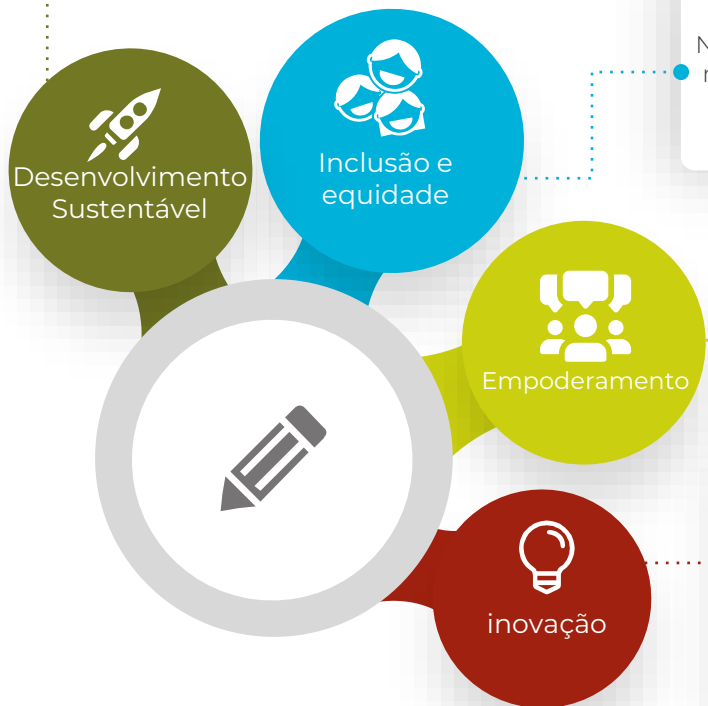 Desenvolvimento
Sustentável
Inclusão e
equidade
Empoderamento
inovação